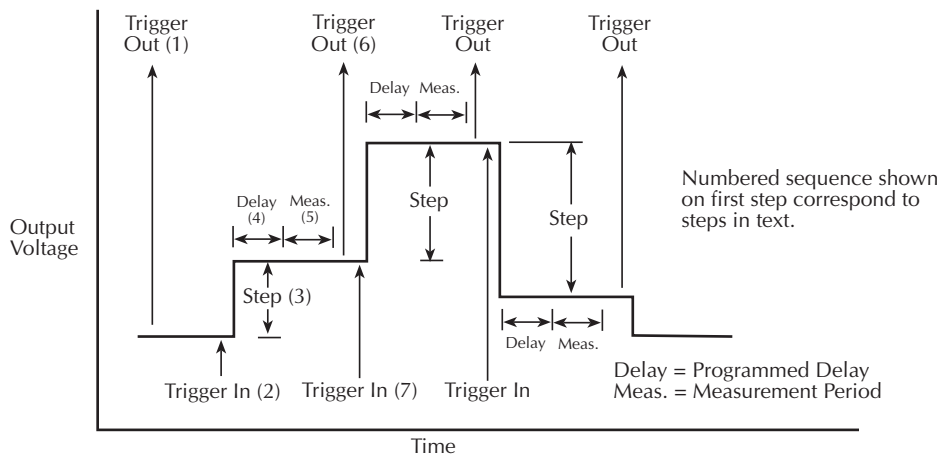 Trigger
Out (1)
Trigger
Out (6)
Trigger
Out
Trigger
Out
Delay
Meas.
Numbered sequence shown
on first step correspond to
steps in text.
Delay
(4)
Meas.
(5)
Step
Step
Output
Voltage
Step (3)
Delay
Meas.
Trigger In (2)
Trigger In (7)
Trigger In
Delay = Programmed Delay
Meas. = Measurement Period
Time